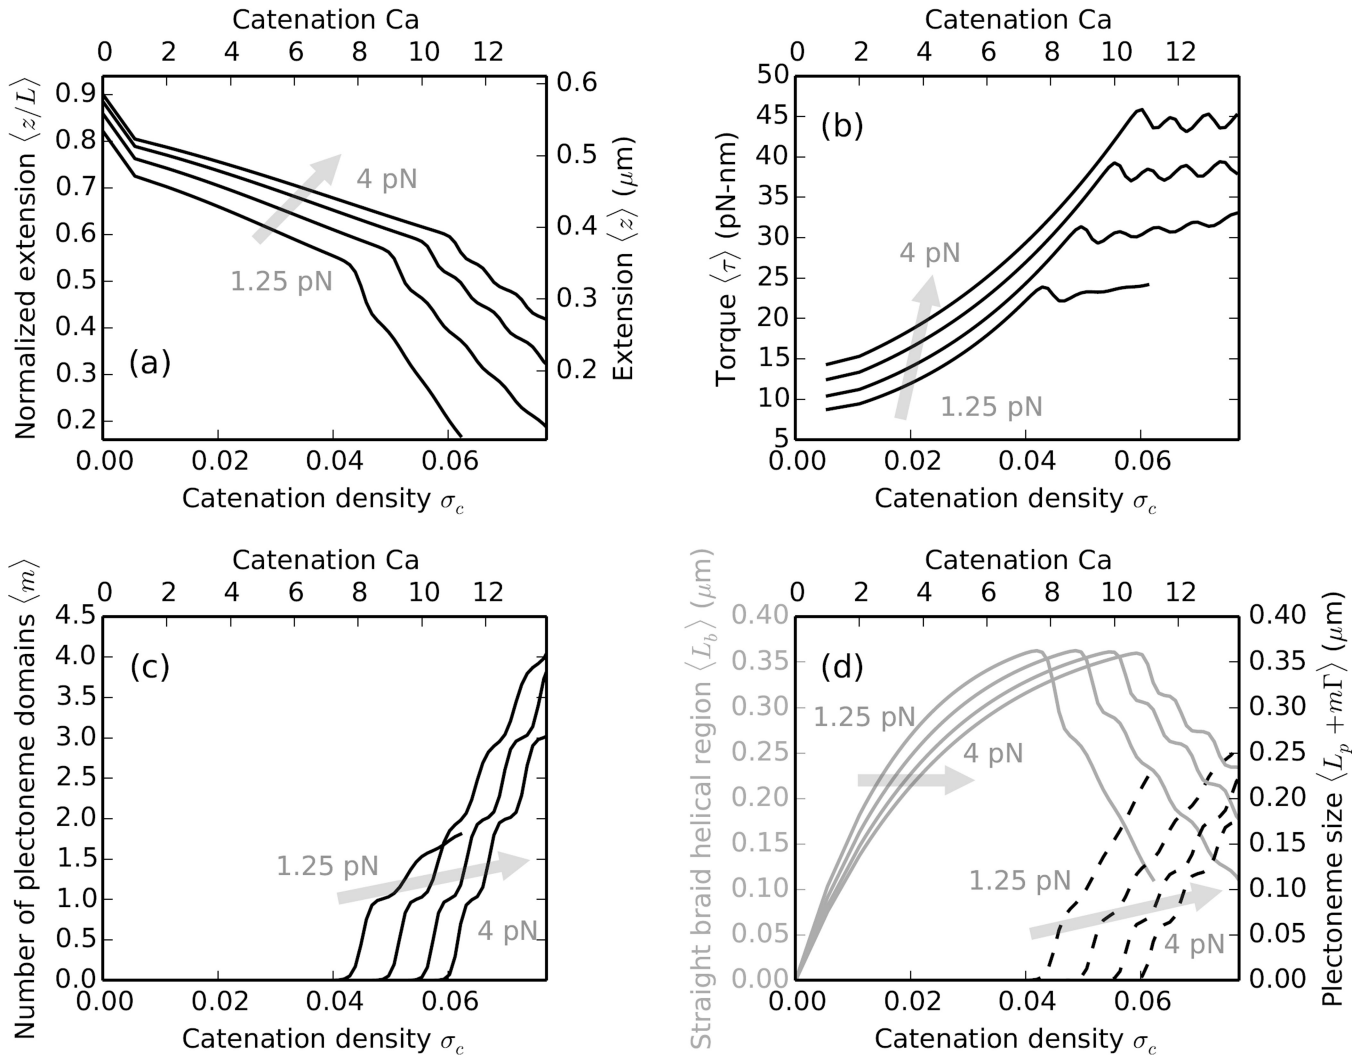 Catenation Ca
0 2 4 6 8 10 12
Normalized extension ⟨z/L⟩
0.9
0.8
0.7
0.6
0.5
0.4
0.3
0.2
0.6
0.5
0.4
0.3
0.2
Extension ⟨z⟩ (μm)
4 pN
1.25 pN
(a)
0.00 0.02 0.04 0.06
Catenation density σc
Catenation Ca
0 2 4 6 8 10 12
Torque ⟨τ⟩ (pN-nm)
50
45
40
35
30
25
20
15
10
5
(b)
4 pN
1.25 pN
0.00 0.02 0.04 0.06
Catenation density σc
Catenation Ca
0 2 4 6 8 10 12
Number of plectoneme domains ⟨m⟩
4.5
4.0
3.5
3.0
2.5
2.0
1.5
1.0
0.5
0.0
(c)
1.25 pN
4 pN
0.00 0.02 0.04 0.06
Catenation density σc
Catenation Ca
0 2 4 6 8 10 12
Straight braid helical region ⟨Lb⟩ (μm)
0.40
0.35
0.30
0.25
0.20
0.15
0.10
0.05
0.00
(d)
1.25 pN
4 pN
1.25 pN
4 pN
0.40
0.35
0.30
0.25
0.20
0.15
0.10
0.05
0.00
Plectoneme size ⟨Lp + mΓ⟩ (μm)
0.00 0.02 0.04 0.06
Catenation density σc